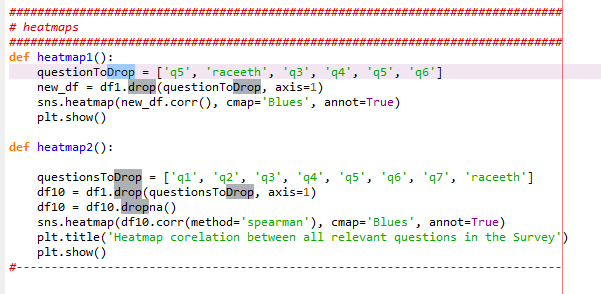 ###############################################################################
# heatmaps
###############################################################################
def heatmap1():
    questionToDrop = ['q5', 'raceeth', 'q3', 'q4', 'q5', 'q6']
    new_df = df1.drop(questionToDrop, axis=1)
    sns.heatmap(new_df.corr(), cmap='Blues', annot=True)
    plt.show()
def heatmap2():
    questionsToDrop = ['q1', 'q2', 'q3', 'q4', 'q5', 'q6', 'q7', 'raceeth']
    df10 = df1.drop(questionsToDrop, axis=1)
    df10 = df10.dropna()
    sns.heatmap(df10.corr(method='spearman'), cmap='Blues', annot=True)
    plt.title('Heatmap corelation between all relevant questions in the Survey')
    plt.show()
#------------------------------------------------------------------------------